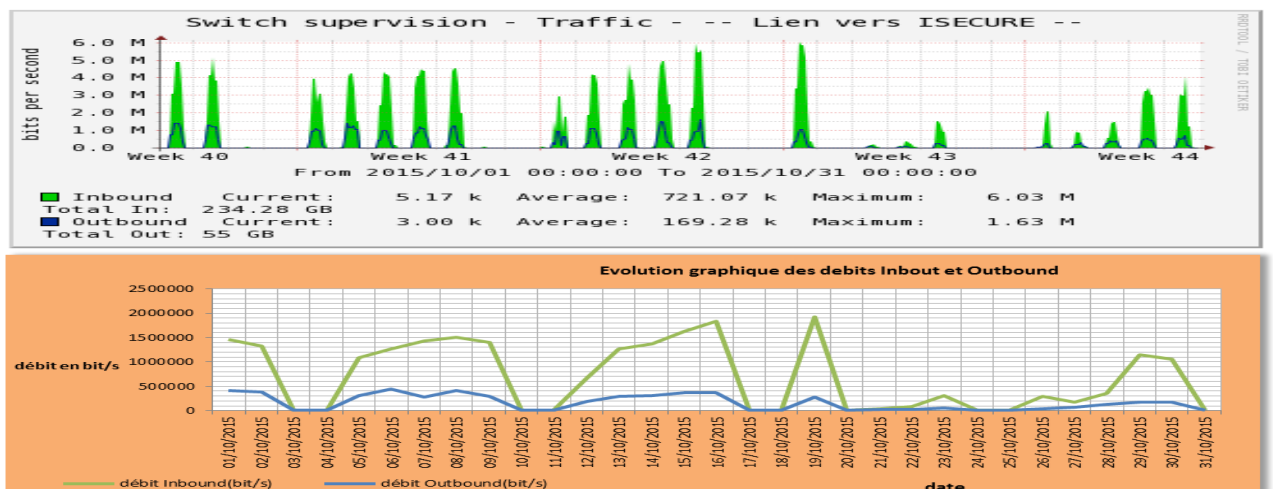 Switch supervision - Traffic - -- Lien vers ISECURE --
RRDTOOL / TOBI OETIKER
bits per second
6.0 M
5.0 M
4.0 M
3.0 M
2.0 M
1.0 M
0.0
Week 40 Week 41 Week 42 Week 43 Week 44
From 2015/10/01 00:00:00 To 2015/10/31 00:00:00
Inbound Current: 5.17 k Average: 721.07 k Maximum: 6.03 M
Total In: 234.28 GB
Outbound Current: 3.00 k Average: 169.28 k Maximum: 1.63 M
Total Out: 55 GB
Evolution graphique des debits Inbout et Outbound
débit en bit/s
2500000
2000000
1500000
1000000
500000
0
01/10/2015 02/10/2015 03/10/2015 04/10/2015 05/10/2015 06/10/2015 07/10/2015 08/10/2015 09/10/2015 10/10/2015 11/10/2015 12/10/2015 13/10/2015 14/10/2015 15/10/2015 16/10/2015 17/10/2015 18/10/2015 19/10/2015 20/10/2015 21/10/2015 22/10/2015 23/10/2015 24/10/2015 25/10/2015 26/10/2015 27/10/2015 28/10/2015 29/10/2015 30/10/2015 31/10/2015
débit Inbound(bit/s) débit Outbound(bit/s)
date